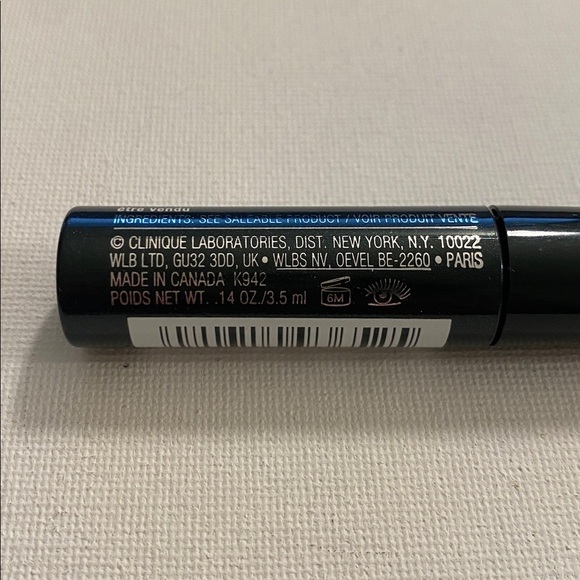 être vendu
INGREDIENTS: SEE SALEABLE PRODUCT / VOIR PRODUIT VENTE
© CLINIQUE LABORATORIES, DIST. NEW YORK, N.Y. 10022
WLB LTD, GU32 3DD, UK • WLBS NV, OEVEL BE-2260 • PARIS
MADE IN CANADA K942
POIDS NET WT. .14 OZ./3.5 ml 6M